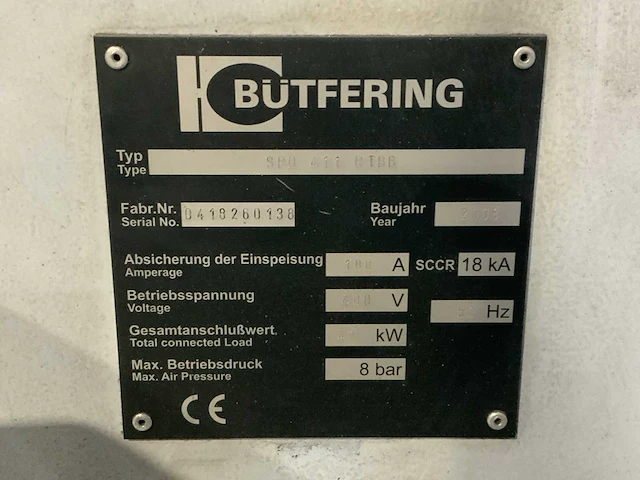 BÜTFERING
Typ
Type
Fabr.Nr.
Serial No.
0418260138
Baujahr
Year
Absicherung der Einspeisung
Amperage
A
SCCR 18 kA
Betriebsspannung
Voltage
V
Hz
Gesamtanschlußwert.
Total connected Load
kW
Max. Betriebsdruck
Max. Air Pressure
8 bar
CE